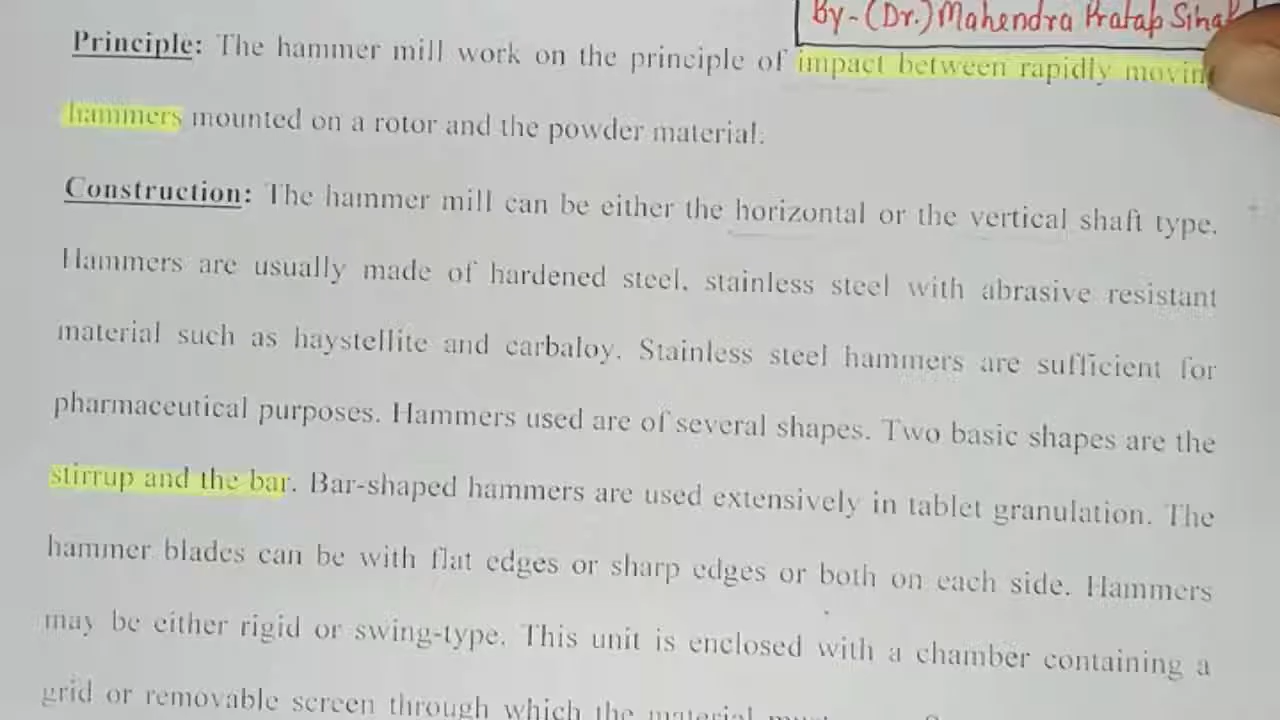 By-(Dr.) Mahendra Pratap Singh
Principle: The hammer mill work on the principle of impact between rapidly moving
hammers mounted on a rotor and the powder material.
Construction: The hammer mill can be either the horizontal or the vertical shaft type.
Hammers are usually made of hardened steel, stainless steel with abrasive resistant
material such as haystellite and carbaloy. Stainless steel hammers are sufficient for
pharmaceutical purposes. Hammers used are of several shapes. Two basic shapes are the
stirrup and the bar. Bar-shaped hammers are used extensively in tablet granulation. The
hammer blades can be with flat edges or sharp edges or both on each side. Hammers
may be either rigid or swing-type. This unit is enclosed with a chamber containing a
grid or removable screen through which the material must